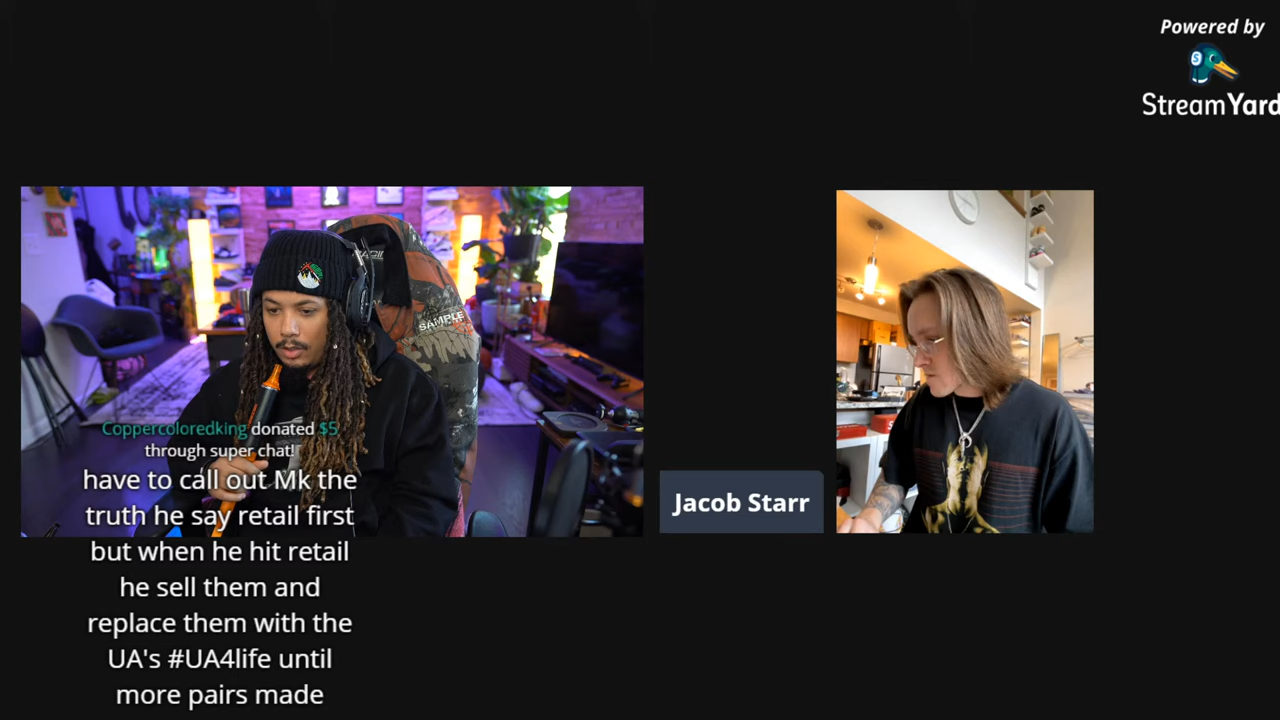 Powered by
StreamYard
SAMPLE
Coppercoloredking donated $5
through super chat!
have to call out Mk the
truth he say retail first
but when he hit retail
he sell them and
replace them with the
UA's #UA4life until
more pairs made
Jacob Starr